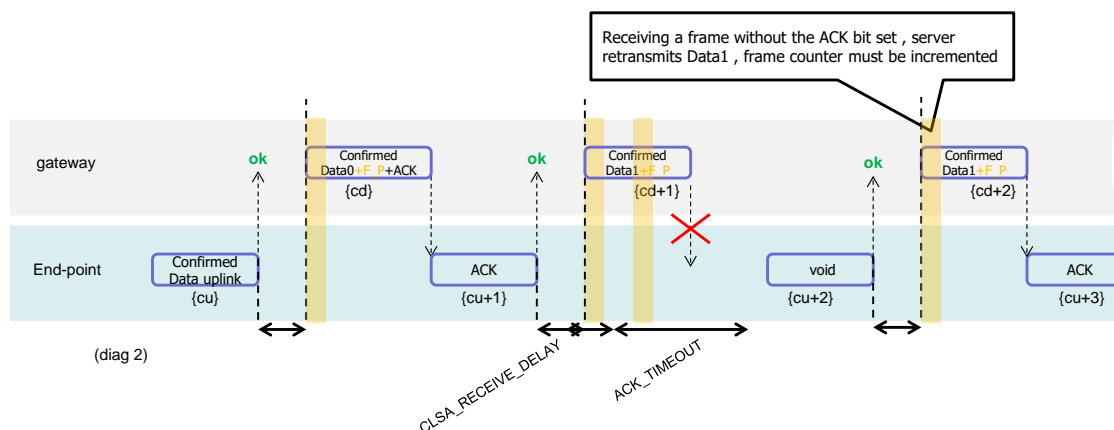 Receiving a frame without the ACK bit set , server
retransmits Data1 , frame counter must be incremented
gateway
ok
Confirmed
Data0+F_P+ACK
{cd}
ok
Confirmed
Data1+F_P
{cd+1}
ok
Confirmed
Data1+F_P
{cd+2}
End-point
Confirmed
Data uplink
{cu}
ACK
{cu+1}
void
{cu+2}
ACK
{cu+3}
(diag 2)
CLSA_RECEIVE_DELAY
ACK_TIMEOUT